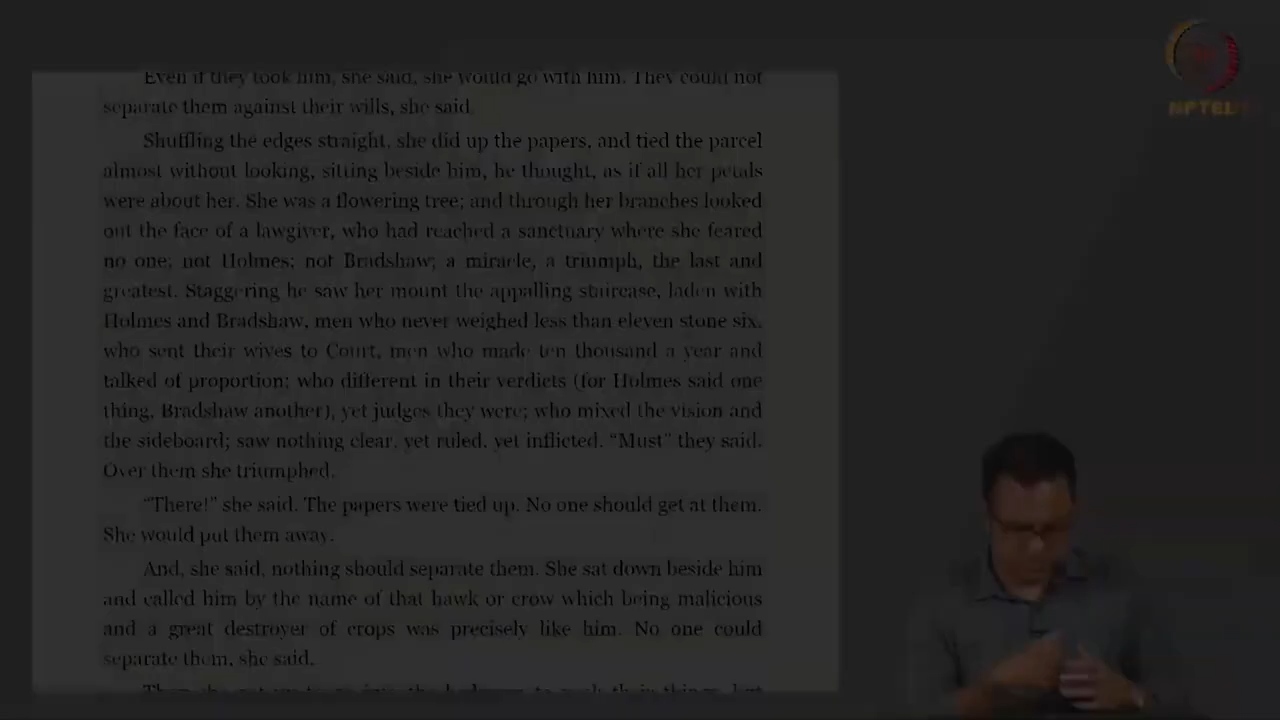 Even if they took him, she said, she would go with him. They could not
separate them against their wills, she said.
Shuffling the edges straight, she did up the papers, and tied the parcel
almost without looking, sitting beside him, he thought, as if all her petals
were about her. She was a flowering tree; and through her branches looked
out the face of a lawgiver, who had reached a sanctuary where she feared
no one; not Holmes; not Bradshaw; a miracle, a triumph, the last and
greatest. Staggering he saw her mount the appalling staircase, laden with
Holmes and Bradshaw, men who never weighed less than eleven stone six,
who sent their wives to Court, men who made ten thousand a year and
talked of proportion; who different in their verdicts (for Holmes said one
thing, Bradshaw another), yet judges they were; who mixed the vision and
the sideboard; saw nothing clear, yet ruled, yet inflicted. “Must” they said.
Over them she triumphed.
“There!” she said. The papers were tied up. No one should get at them.
She would put them away.
And, she said, nothing should separate them. She sat down beside him
and called him by the name of that hawk or crow which being malicious
and a great destroyer of crops was precisely like him. No one could
separate them, she said.
NPTEL